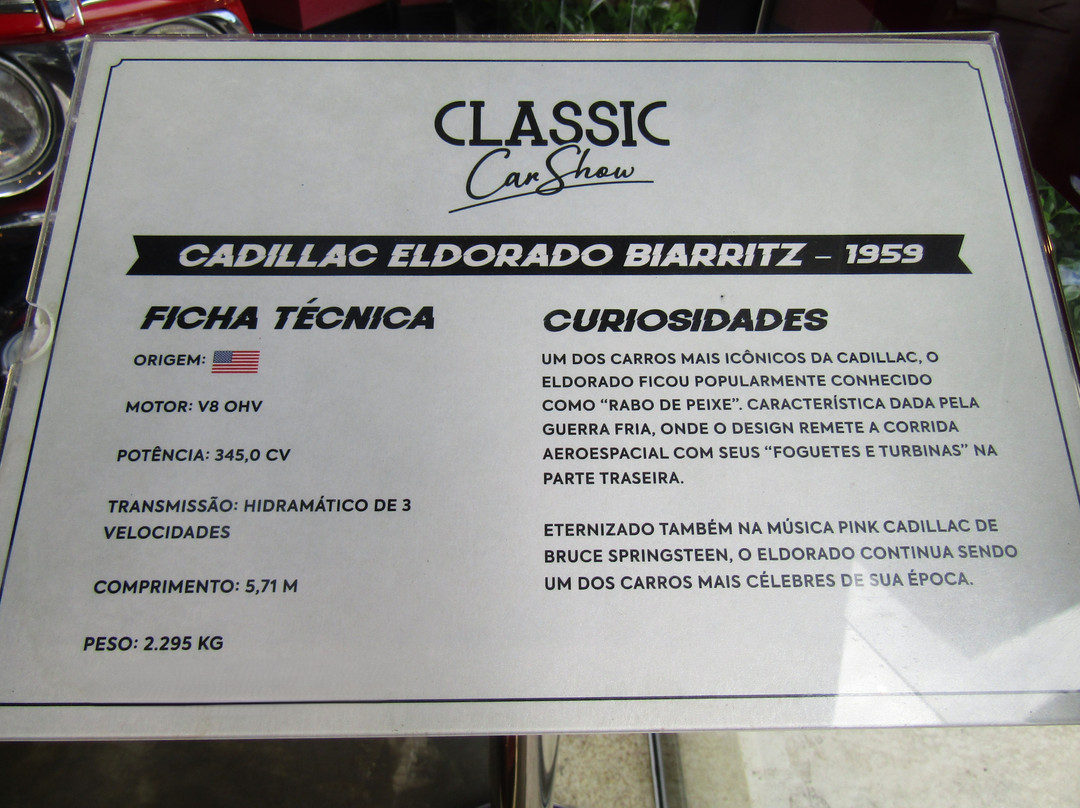 CLASSIC
Car Show
CADILLAC ELDORADO BIARRITZ – 1959
FICHA TÉCNICA
ORIGEM:
MOTOR: V8 OHV
POTÊNCIA: 345,0 CV
TRANSMISSÃO: HIDRAMÁTICO DE 3
VELOCIDADES
COMPRIMENTO: 5,71 M
PESO: 2.295 KG
CURIOSIDADES
UM DOS CARROS MAIS ICÔNICOS DA CADILLAC, O
ELDORADO FICOU POPULARMENTE CONHECIDO
COMO “RABO DE PEIXE”. CARACTERÍSTICA DADA PELA
GUERRA FRIA, ONDE O DESIGN REMETE A CORRIDA
AEROESPACIAL COM SEUS “FOGUETES E TURBINAS” NA
PARTE TRASEIRA.
ETERNIZADO TAMBÉM NA MÚSICA PINK CADILLAC DE
BRUCE SPRINGSTEEN, O ELDORADO CONTINUA SENDO
UM DOS CARROS MAIS CÉLEBRES DE SUA ÉPOCA.